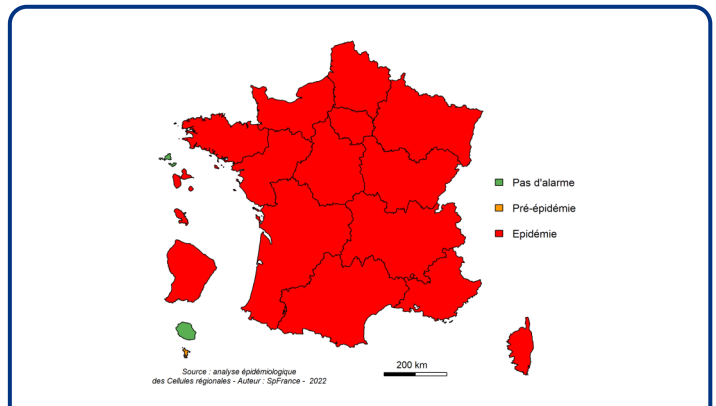 Pas d'alarme
Pré-épidémie
Epidémie
200 km
Source : analyse épidémiologique
des Cellules régionales - Auteur : SpFrance - 2022